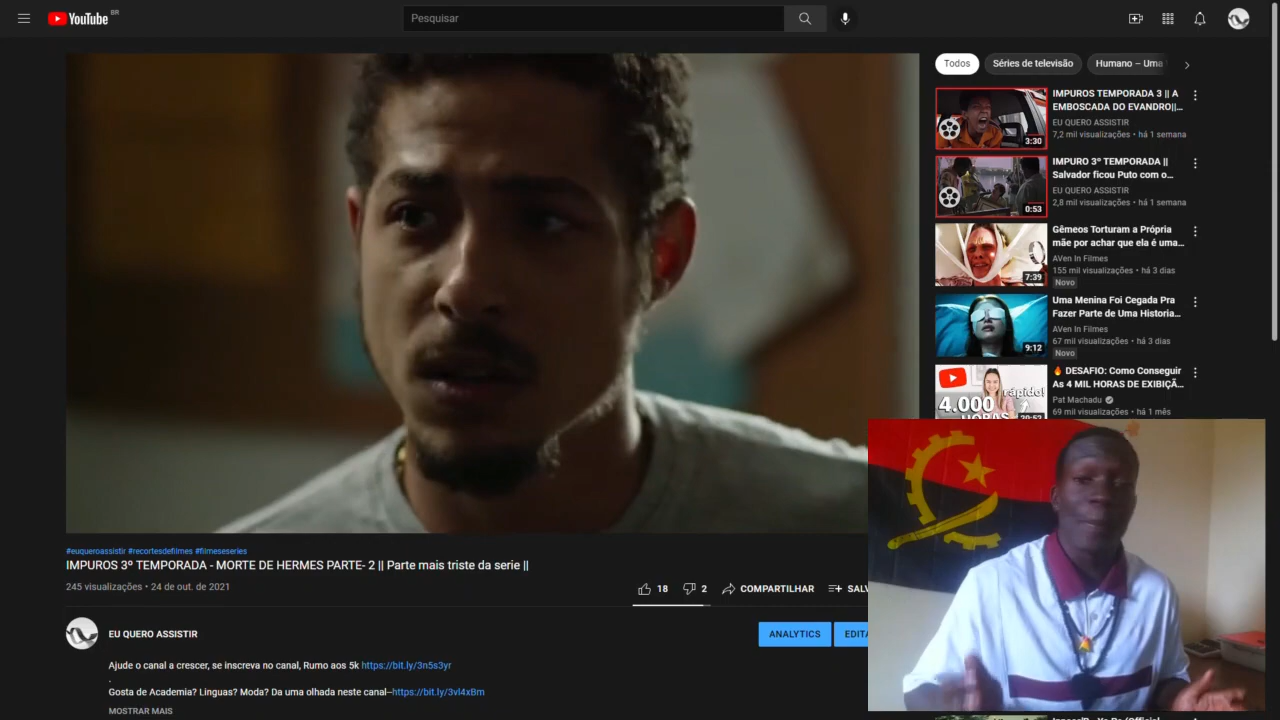 YouTube BR
Pesquisar
Todos
Séries de televisão
Humano – Uma
IMPUROS TEMPORADA 3 || A
EMBOSCADA DO EVANDRO||...
EU QUERO ASSISTIR
7,2 mil visualizações • há 1 semana
3:30
IMPURO 3º TEMPORADA ||
Salvador ficou Puto com o...
EU QUERO ASSISTIR
2,8 mil visualizações • há 1 semana
0:53
Gêmeos Torturam a Própria
mãe por achar que ela é uma...
AVen In Filmes
155 mil visualizações • há 3 dias
Novo
7:39
Uma Menina Foi Cegada Pra
Fazer Parte de Uma Historia...
AVen In Filmes
67 mil visualizações • há 3 dias
Novo
9:12
🔥 DESAFIO: Como Conseguir
As 4 MIL HORAS DE EXIBIÇÃ...
Pat Machadu
69 mil visualizações • há 1 mês
rápido!
4.000
#euqueroassistir #recortesdefilmes #filmeseseries
IMPUROS 3º TEMPORADA - MORTE DE HERMES PARTE- 2 || Parte mais triste da serie ||
245 visualizações • 24 de out. de 2021
18
2
COMPARTILHAR
SALV
EU QUERO ASSISTIR
ANALYTICS
EDITA
Ajude o canal a crescer, se inscreva no canal, Rumo aos 5k https://bit.ly/3n5s3yr
.
Gosta de Academia? Linguas? Moda? Da uma olhada neste canal--https://bit.ly/3vl4xBm
MOSTRAR MAIS